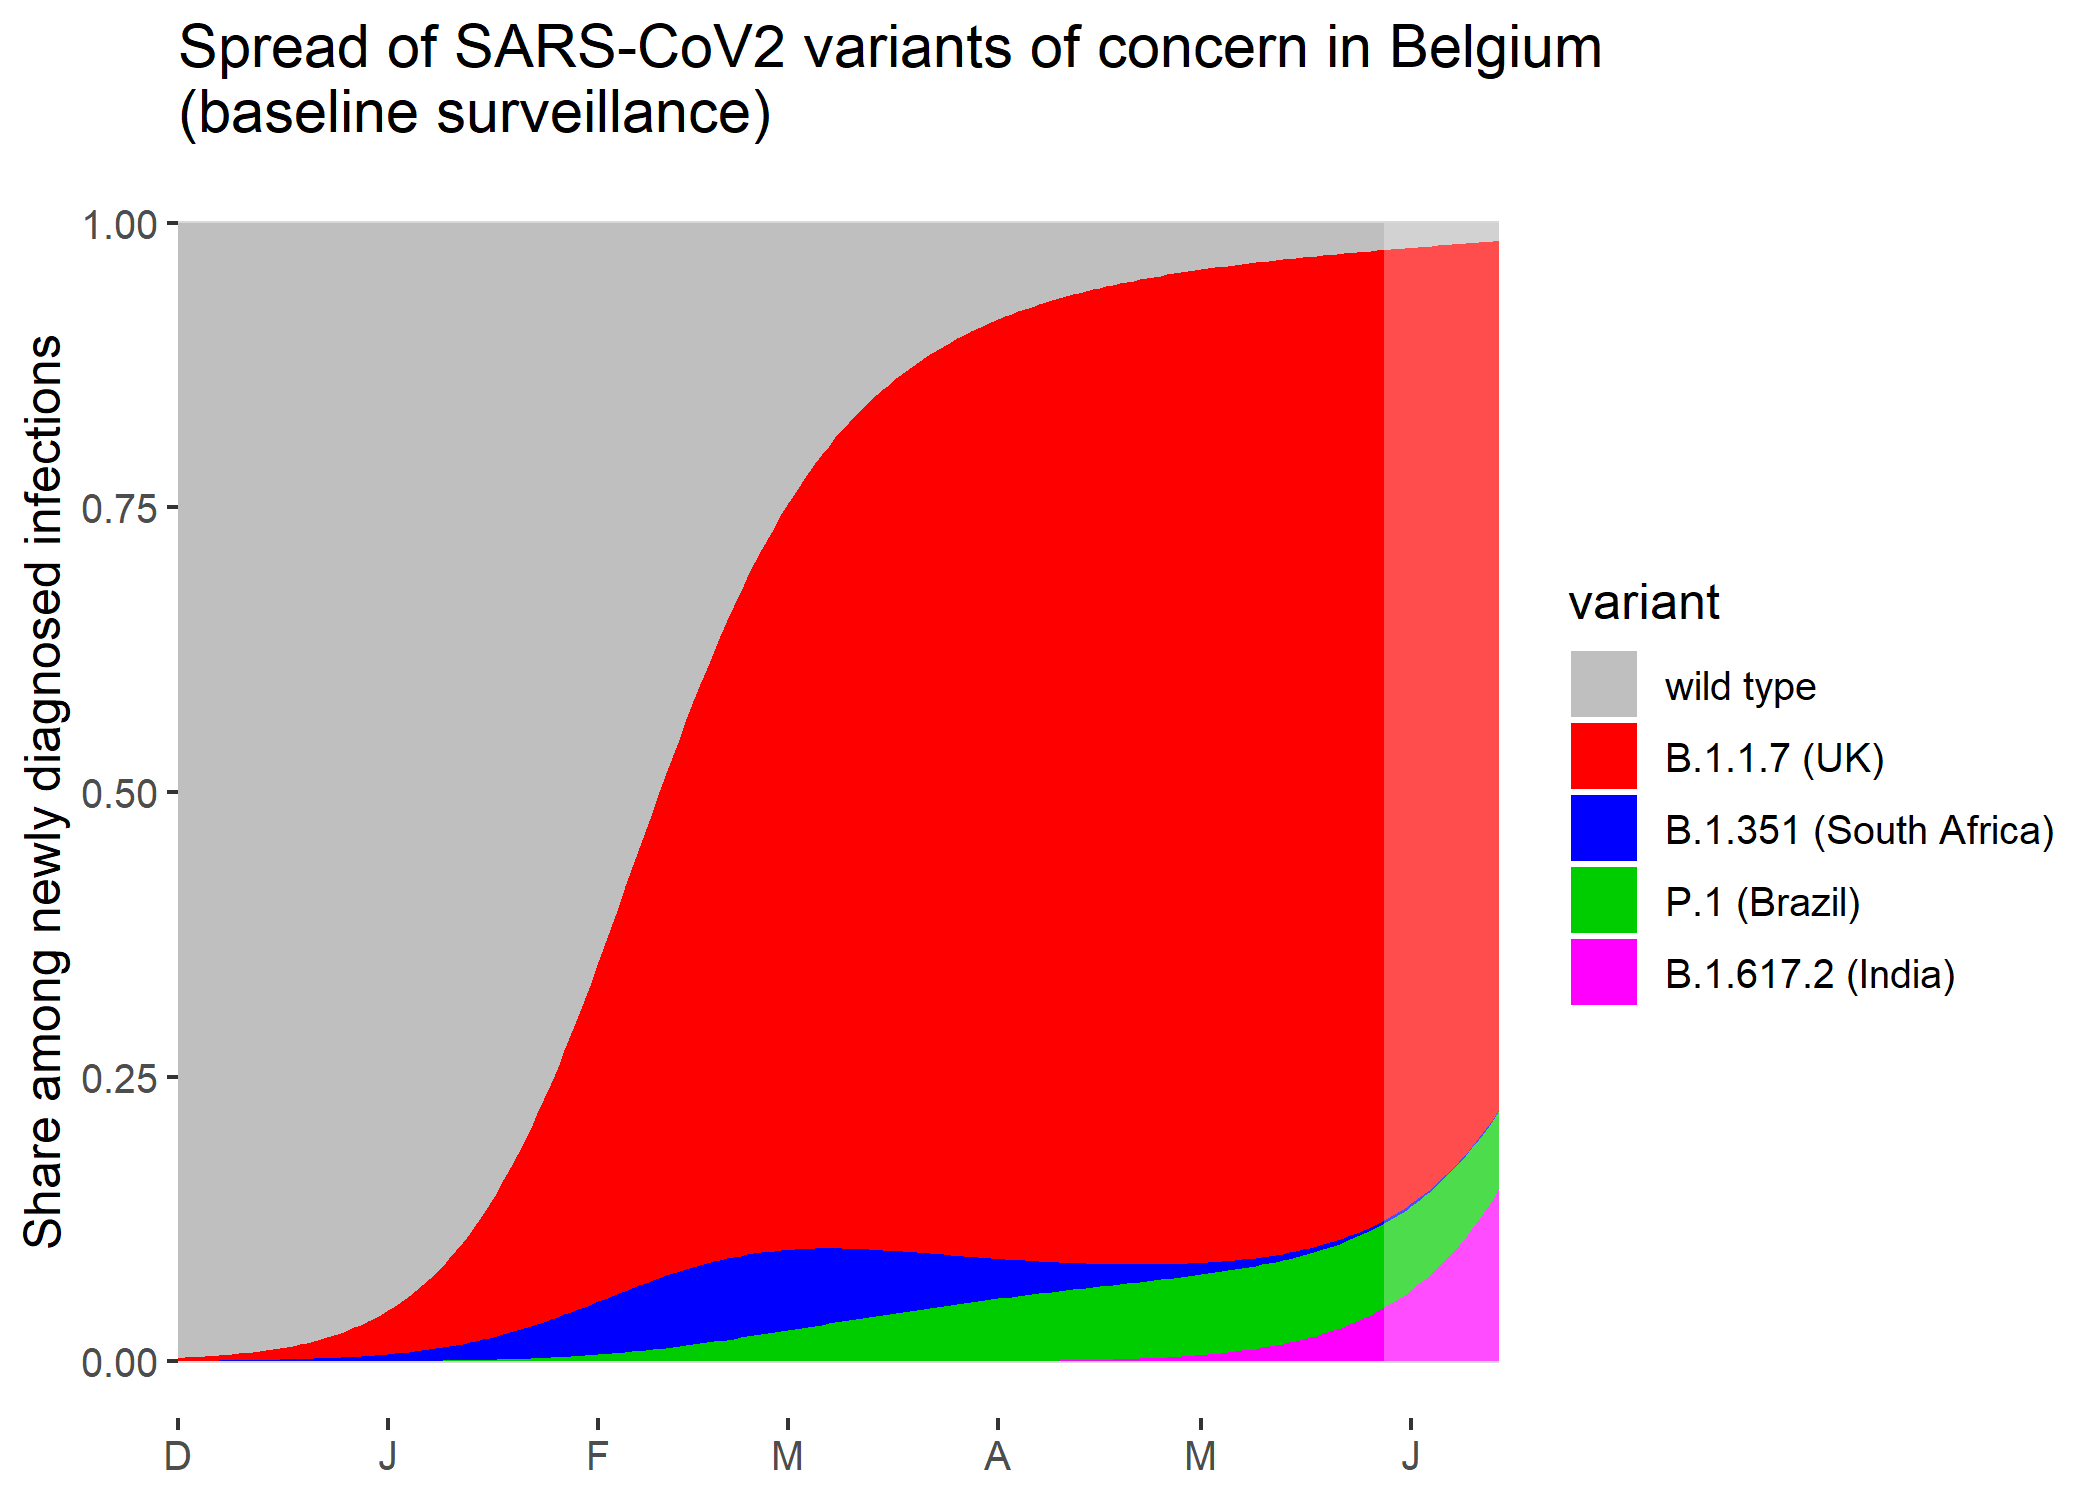 Spread of SARS-CoV2 variants of concern in Belgium
(baseline surveillance)
Share among newly diagnosed infections
1.00
0.75
0.50
0.25
0.00
D J F M A M J
variant
wild type
B.1.1.7 (UK)
B.1.351 (South Africa)
P.1 (Brazil)
B.1.617.2 (India)